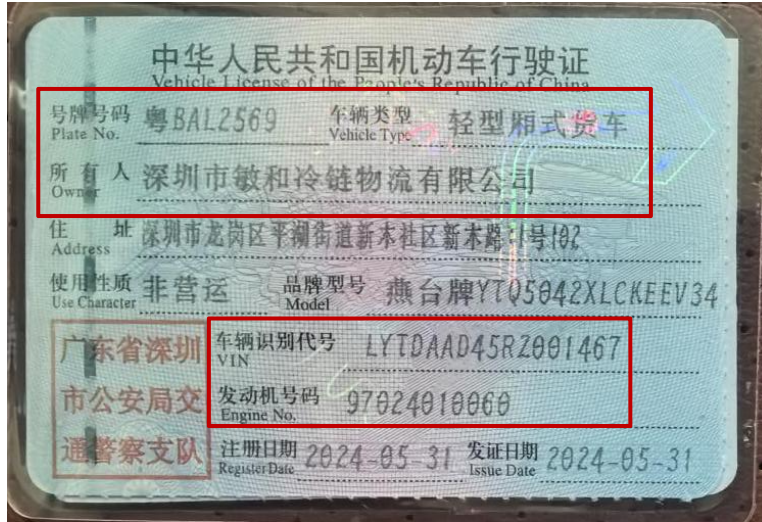 中华人民共和国机动车行驶证
Vehicle License of the People's Republic of China
号牌号码 粤BAL2569 车辆类型 轻型厢式货车
Plate No. Vehicle Type
所有人 深圳市敏和冷链物流有限公司
Owner
住址 深圳市龙岗区平湖街道新木社区新木路1号102
Address
使用性质 非营运 品牌型号 燕台牌YTQ5042XLCKEEV34
Use Character Model
广东省深圳
市公安局交
通警察支队
车辆识别代号 LYTDAAD45RZ001467
VIN
发动机号码 97024010060
Engine No.
注册日期 2024-05-31 发证日期 2024-05-31
Register Date Issue Date